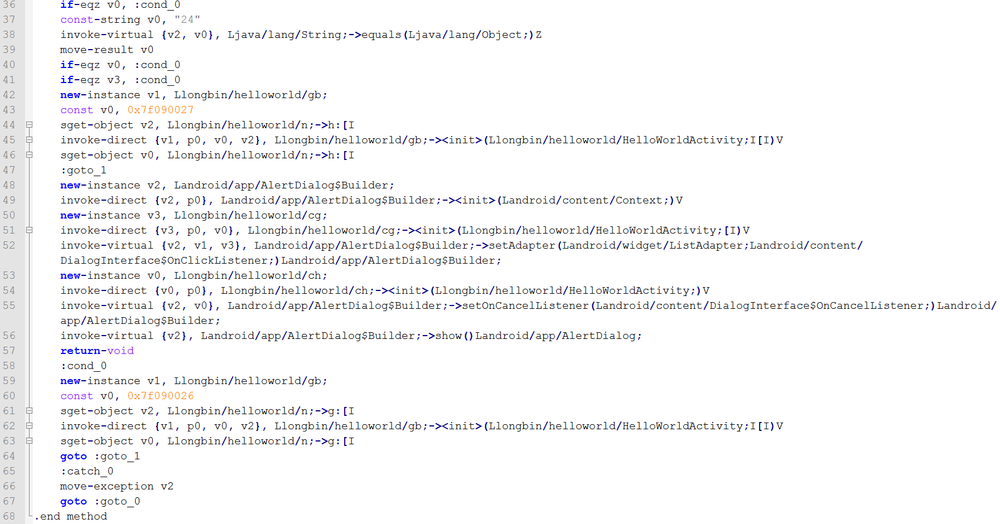 36 if-eqz v0, :cond_0
37 const-string v0, "24"
38 invoke-virtual {v2, v0}, Ljava/lang/String;->equals(Ljava/lang/Object;)Z
39 move-result v0
40 if-eqz v0, :cond_0
41 if-eqz v3, :cond_0
42 new-instance v1, Llongbin/helloworld/gb;
43 const v0, 0x7f090027
44 sget-object v2, Llongbin/helloworld/n;->h:[I
45 invoke-direct {v1, p0, v0, v2}, Llongbin/helloworld/gb;-><init>(Llongbin/helloworld/HelloWorldActivity;I[I)V
46 sget-object v0, Llongbin/helloworld/n;->h:[I
47 :goto_1
48 new-instance v2, Landroid/app/AlertDialog$Builder;
49 invoke-direct {v2, p0}, Landroid/app/AlertDialog$Builder;-><init>(Landroid/content/Context;)V
50 new-instance v3, Llongbin/helloworld/cg;
51 invoke-direct {v3, p0, v0}, Llongbin/helloworld/cg;-><init>(Llongbin/helloworld/HelloWorldActivity;[I)V
52 invoke-virtual {v2, v1, v3}, Landroid/app/AlertDialog$Builder;->setAdapter(Landroid/widget/ListAdapter;Landroid/content/
DialogInterface$OnClickListener;)Landroid/app/AlertDialog$Builder;
53 new-instance v0, Llongbin/helloworld/ch;
54 invoke-direct {v0, p0}, Llongbin/helloworld/ch;-><init>(Llongbin/helloworld/HelloWorldActivity;)V
55 invoke-virtual {v2, v0}, Landroid/app/AlertDialog$Builder;->setOnCancelListener(Landroid/content/DialogInterface$OnCancelListener;)Landroid/
app/AlertDialog$Builder;
56 invoke-virtual {v2}, Landroid/app/AlertDialog$Builder;->show()Landroid/app/AlertDialog;
57 return-void
58 :cond_0
59 new-instance v1, Llongbin/helloworld/gb;
60 const v0, 0x7f090026
61 sget-object v2, Llongbin/helloworld/n;->g:[I
62 invoke-direct {v1, p0, v0, v2}, Llongbin/helloworld/gb;-><init>(Llongbin/helloworld/HelloWorldActivity;I[I)V
63 sget-object v0, Llongbin/helloworld/n;->g:[I
64 goto :goto_1
65 :catch_0
66 move-exception v2
67 goto :goto_0
68 .end method